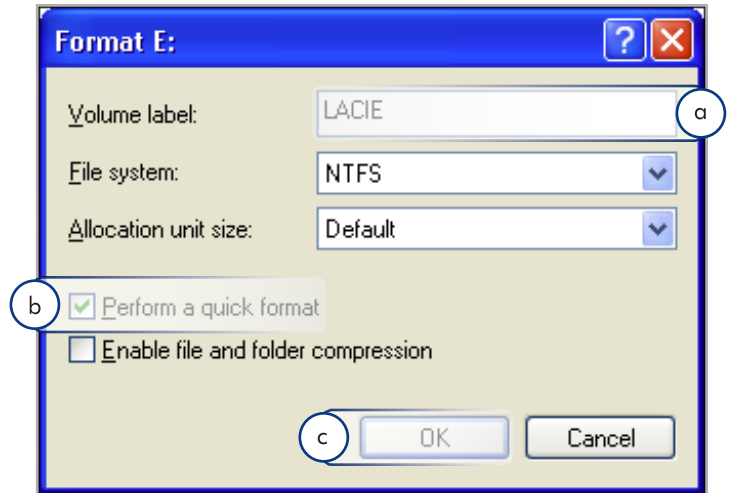 Format E:
Volume label: LACIE a
File system: NTFS
Allocation unit size: Default
b Perform a quick format
Enable file and folder compression
c OK Cancel